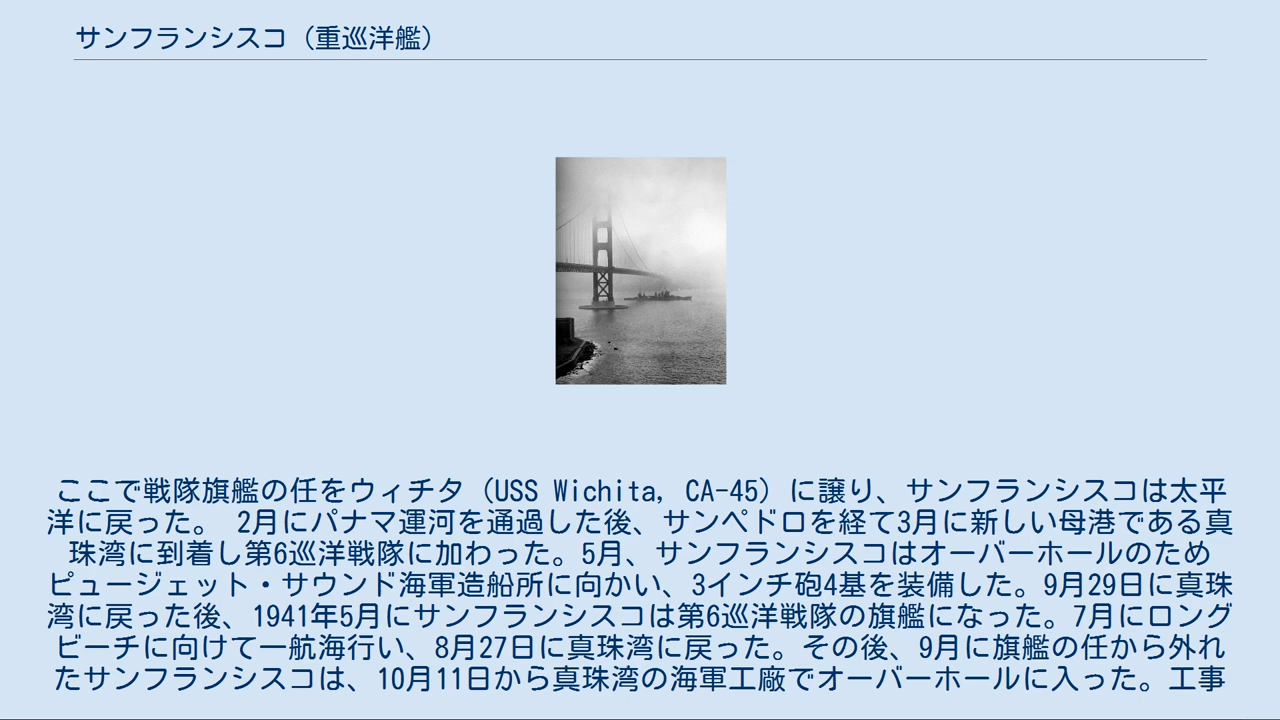 サンフランシスコ（重巡洋艦）
ここで戦隊旗艦の任をウィチタ（USS Wichita, CA-45）に譲り、サンフランシスコは太平
洋に戻った。 2月にパナマ運河を通過した後、サンペドロを経て3月に新しい母港である真
珠湾に到着し第6巡洋戦隊に加わった。5月、サンフランシスコはオーバーホールのため
ピュージェット・サウンド海軍造船所に向かい、3インチ砲4基を装備した。9月29日に真珠
湾に戻った後、1941年5月にサンフランシスコは第6巡洋戦隊の旗艦になった。7月にロング
ビーチに向けて一航海行い、8月27日に真珠湾に戻った。その後、9月に旗艦の任から外れ
たサンフランシスコは、10月11日から真珠湾の海軍工廠でオーバーホールに入った。工事